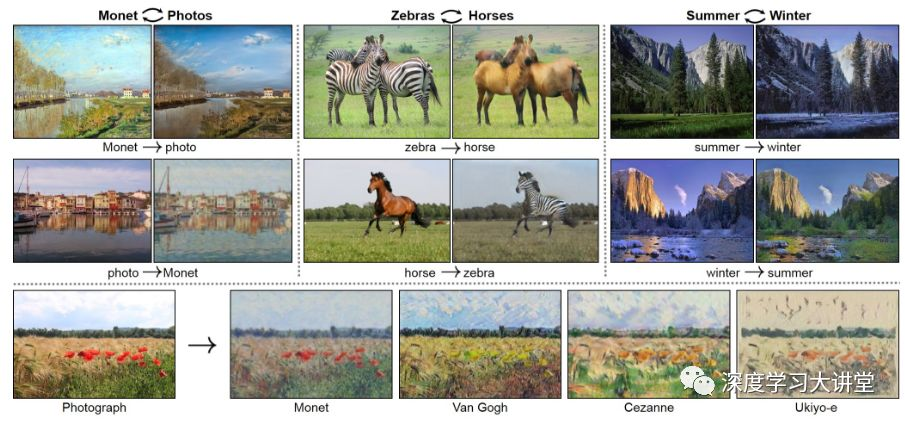 Monet Photos
Zebras Horses
Summer Winter
Monet → photo
zebra → horse
summer → winter
photo → Monet
horse → zebra
winter → summer
Photograph
Monet
Van Gogh
Cezanne
Ukiyo-e
深度学习大讲堂